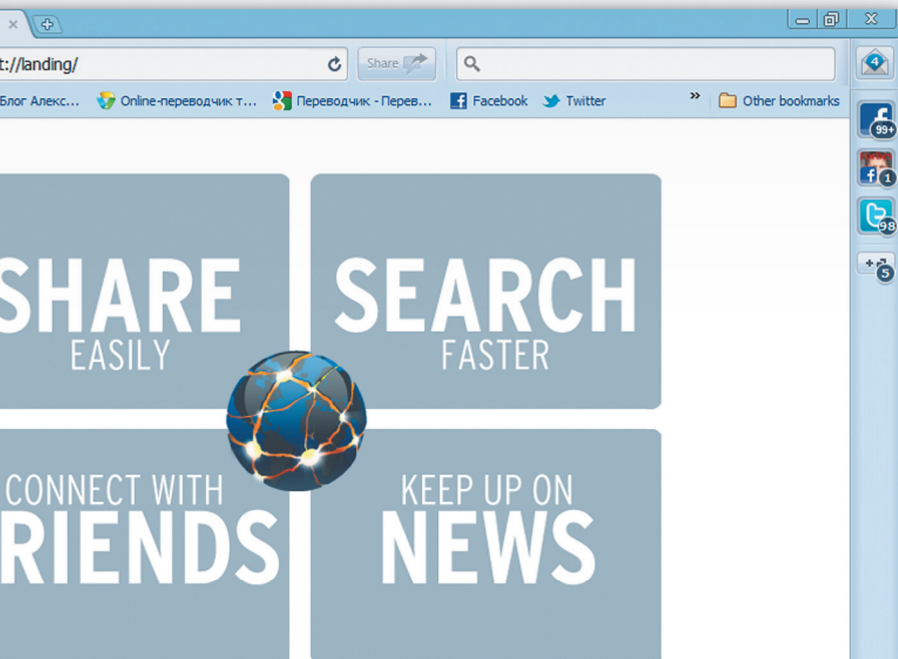 t://landing/
Share
4
Блог Алекс...
Online-переводчик т...
Переводчик - Перев...
Facebook
Twitter
»
Other bookmarks
99+
1
98
5
SHARE
EASILY
SEARCH
FASTER
CONNECT WITH
RIENDS
KEEP UP ON
NEWS